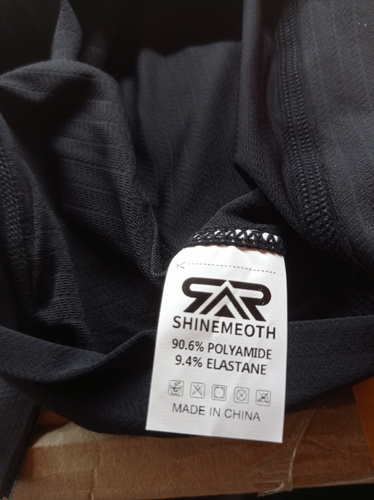 SHINEMEOTH
90.6% POLYAMIDE
9.4% ELASTANE
MADE IN CHINA